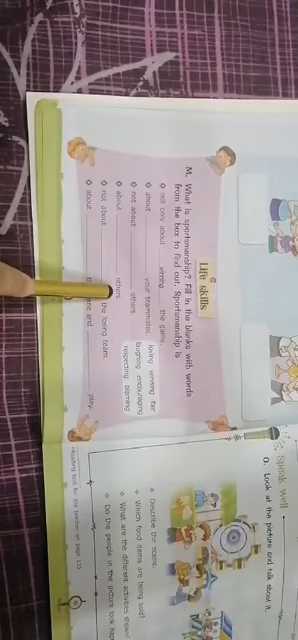 Life skills
M. What is sportsmanship? Fill in the blanks with words
from the box to find out. Sportsmanship is
not only about winning the game.
about your teammates.
not about others.
about others.
not about the losing team.
about and play.
loving winning fair
laughing encouraging
respecting blaming
Speak well
O. Look at the picture and talk about it.
Describe the scene.
Which food items are being sold?
What are the different activities shown?
Do the people in the picture look
Reading text for the teacher on page 135